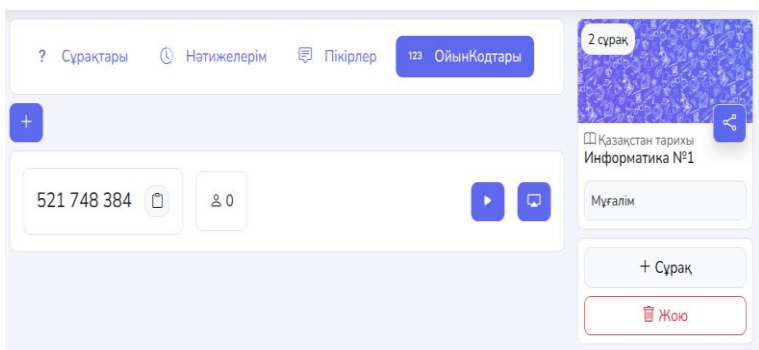 ? Сұрақтары Нәтижелерім Пікірлер 123 ОйынКодтары
+
521 748 384 0
2 сұрақ
Қазақстан тарихы
Информатика №1
Мұғалім
+ Сұрақ
Жою